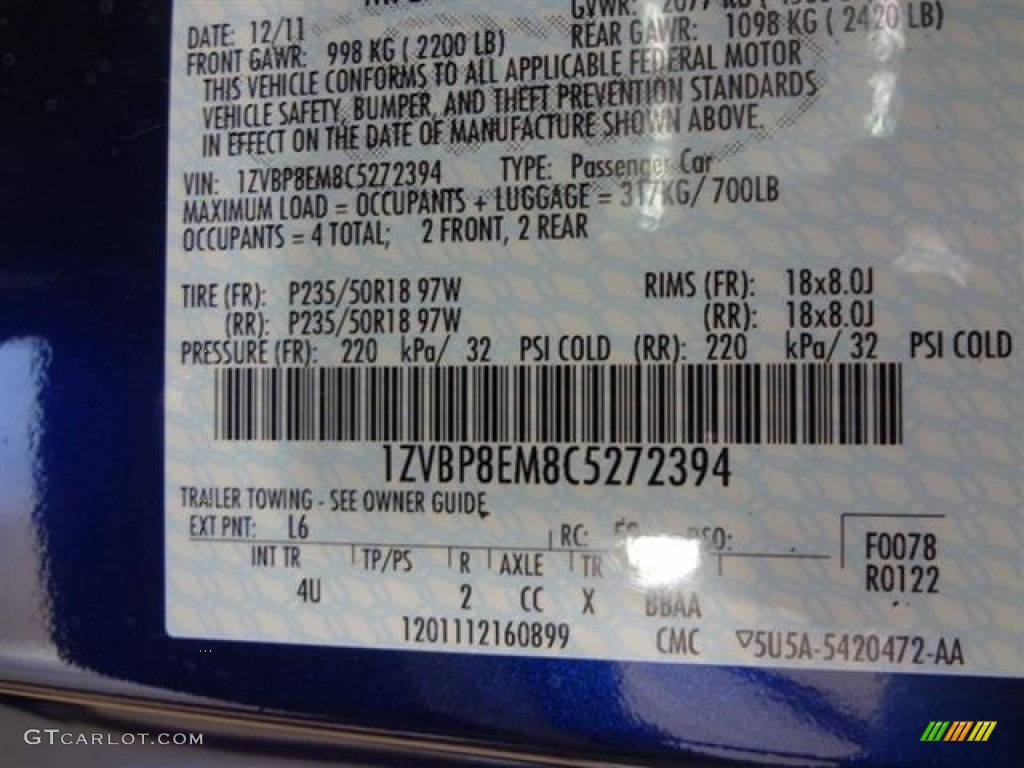 GVWR:
DATE: 12/11
REAR GAWR: 1098 KG ( 2420 LB)
FRONT GAWR: 998 KG ( 2200 LB)
THIS VEHICLE CONFORMS TO ALL APPLICABLE FEDERAL MOTOR
VEHICLE SAFETY, BUMPER, AND THEFT PREVENTION STANDARDS
IN EFFECT ON THE DATE OF MANUFACTURE SHOWN ABOVE.
VIN: 1ZVBP8EM8C5272394 TYPE: Passenger Car
MAXIMUM LOAD = OCCUPANTS + LUGGAGE = 317KG/ 700LB
OCCUPANTS = 4 TOTAL; 2 FRONT, 2 REAR
TIRE (FR): P235/50R18 97W RIMS (FR): 18x8.0J
(RR): P235/50R18 97W (RR): 18x8.0J
PRESSURE (FR): 220 kPa/ 32 PSI COLD (RR): 220 kPa/ 32 PSI COLD
1ZVBP8EM8C5272394
TRAILER TOWING - SEE OWNER GUIDE
EXT PNT: L6 RC: DSO: F0078
INT TR TP/PS R AXLE TR R0122
4U 2 CC X BBAA
1201112160899 CMC ▽5U5A-5420472-AA
GTCARLOT.COM